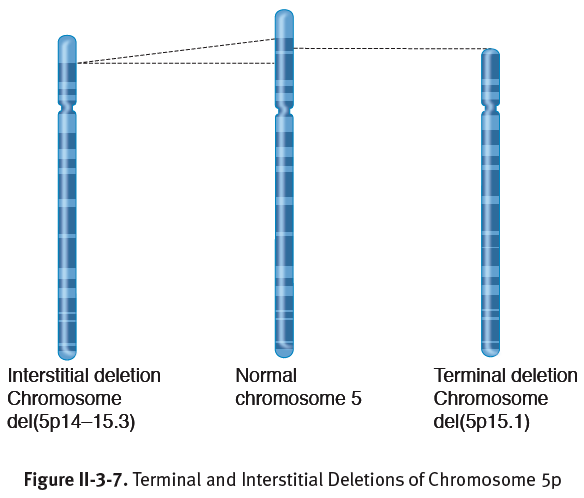 Interstitial deletion
Chromosome
del(5p14–15.3)
Normal
chromosome 5
Terminal deletion
Chromosome
del(5p15.1)
Figure II-3-7. Terminal and Interstitial Deletions of Chromosome 5p